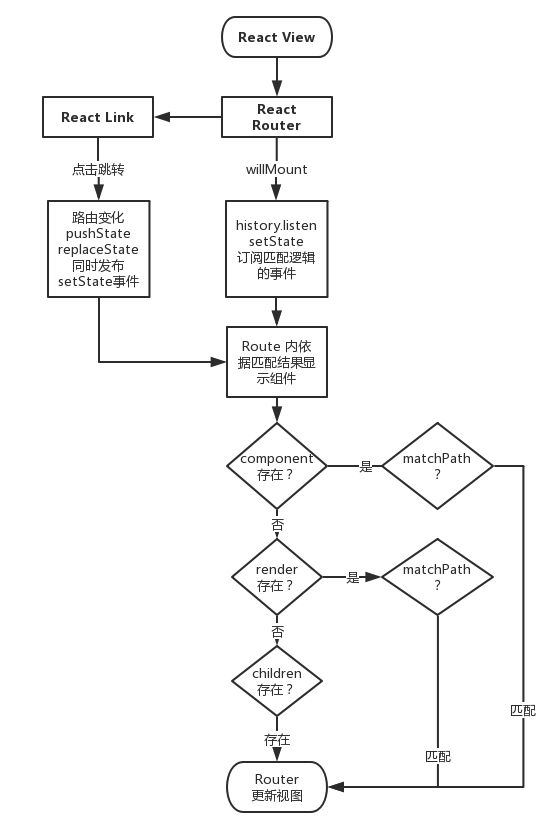 React View
React Link
React
Router
点击跳转
willMount
路由变化
pushState
replaceState
同时发布
setState事件
history.listen
setState
订阅匹配逻辑
的事件
Route 内依
据匹配结果显
示组件
component
存在？
是
matchPath
？
否
render
存在？
是
matchPath
？
否
children
存在？
匹配
存在
匹配
Router
更新视图